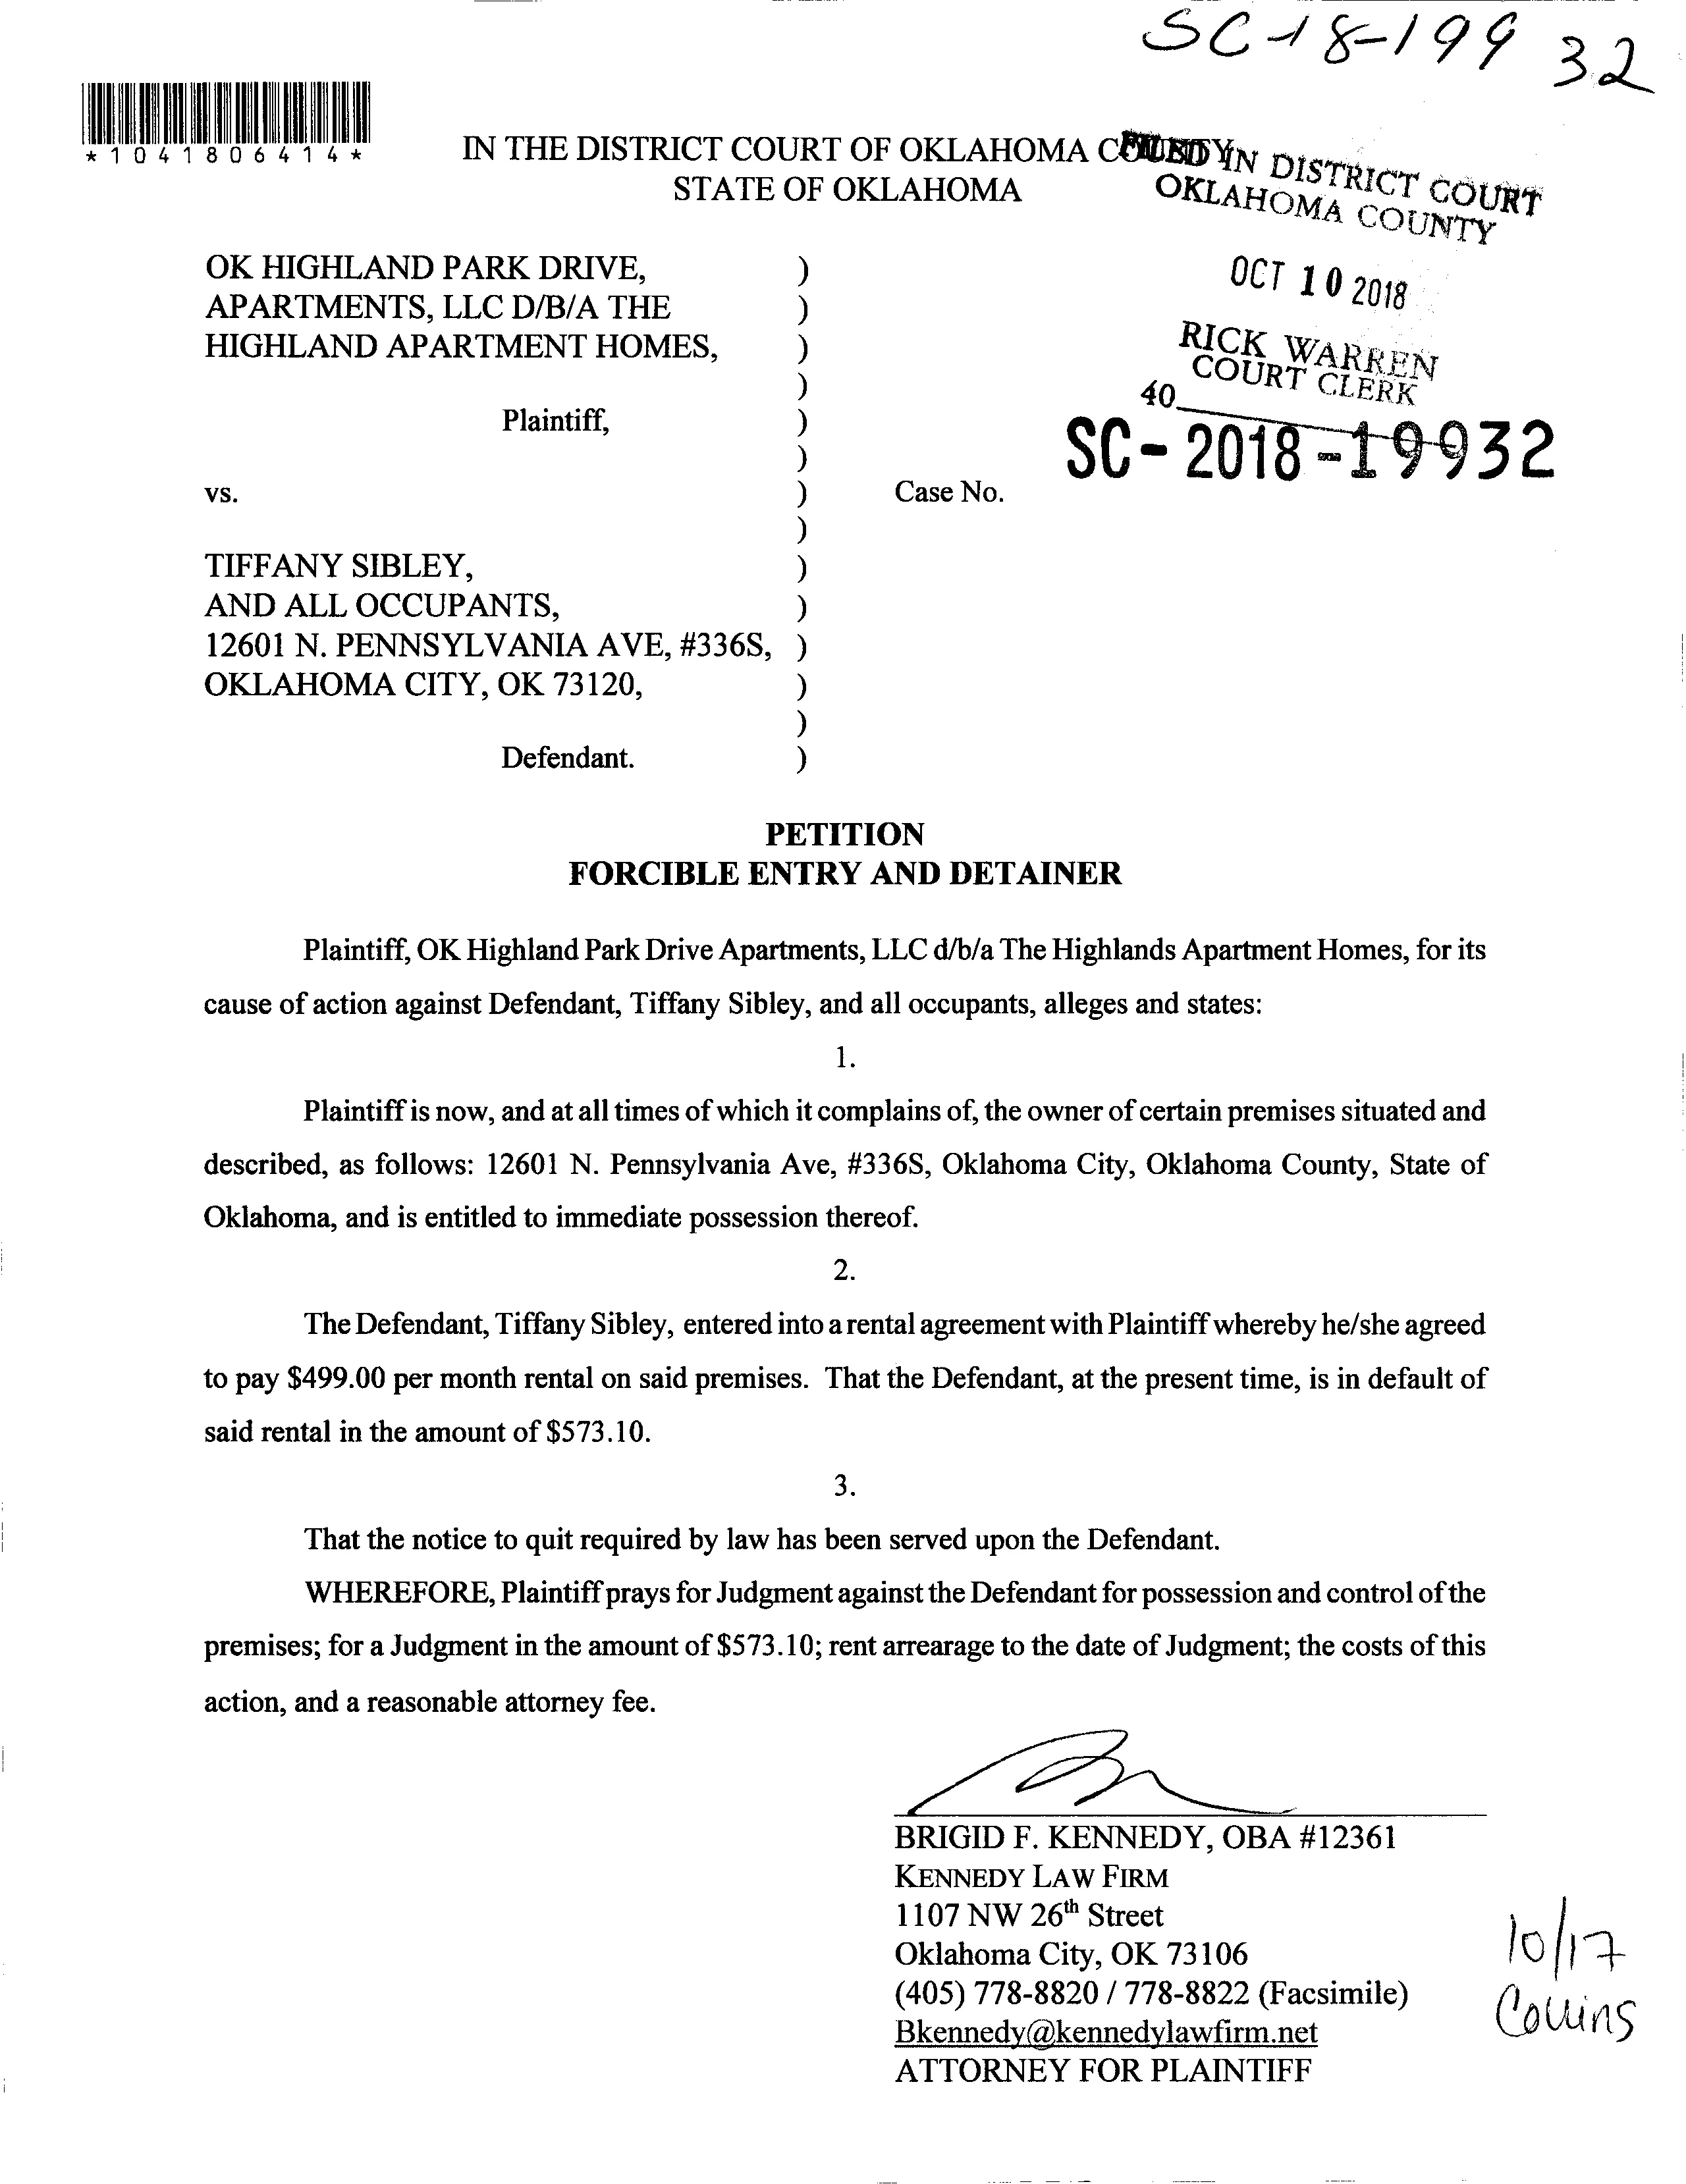 SC-18-199 32
*1041806414*
IN THE DISTRICT COURT OF OKLAHOMA COUNTY
STATE OF OKLAHOMA
FILED IN DISTRICT COURT
OKLAHOMA COUNTY
OCT 10 2018
RICK WARREN
COURT CLERK
40
SC-2018-19932
OK HIGHLAND PARK DRIVE, )
APARTMENTS, LLC D/B/A THE )
HIGHLAND APARTMENT HOMES, )
)
Plaintiff, )
)
vs. ) Case No.
)
TIFFANY SIBLEY, )
AND ALL OCCUPANTS, )
12601 N. PENNSYLVANIA AVE, #336S, )
OKLAHOMA CITY, OK 73120, )
)
Defendant. )
PETITION
FORCIBLE ENTRY AND DETAINER
Plaintiff, OK Highland Park Drive Apartments, LLC d/b/a The Highlands Apartment Homes, for its
cause of action against Defendant, Tiffany Sibley, and all occupants, alleges and states:
1.
Plaintiff is now, and at all times of which it complains of, the owner of certain premises situated and
described, as follows: 12601 N. Pennsylvania Ave, #336S, Oklahoma City, Oklahoma County, State of
Oklahoma, and is entitled to immediate possession thereof.
2.
The Defendant, Tiffany Sibley, entered into a rental agreement with Plaintiff whereby he/she agreed
to pay $499.00 per month rental on said premises. That the Defendant, at the present time, is in default of
said rental in the amount of $573.10.
3.
That the notice to quit required by law has been served upon the Defendant.
WHEREFORE, Plaintiff prays for Judgment against the Defendant for possession and control of the
premises; for a Judgment in the amount of $573.10; rent arrearage to the date of Judgment; the costs of this
action, and a reasonable attorney fee.
BRIGID F. KENNEDY, OBA #12361
KENNEDY LAW FIRM
1107 NW 26th Street
Oklahoma City, OK 73106
(405) 778-8820 / 778-8822 (Facsimile)
Bkennedy@kennedylawfirm.net
ATTORNEY FOR PLAINTIFF
10/17
Collins